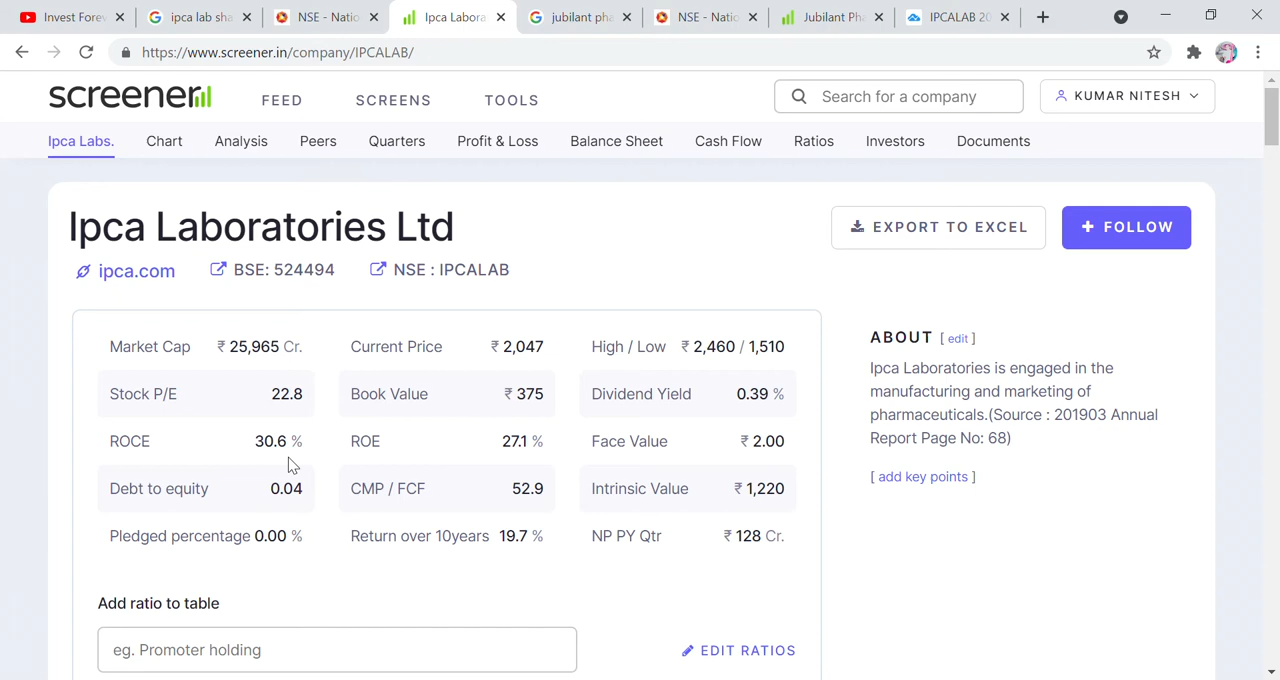 Invest Forev
ipca lab sha
NSE - Natio
Ipca Labora
jubilant pha
NSE - Natio
Jubilant Pha
IPCALAB 20
https://www.screener.in/company/IPCALAB/
screener
FEED
SCREENS
TOOLS
Search for a company
KUMAR NITESH
Ipca Labs.
Chart
Analysis
Peers
Quarters
Profit & Loss
Balance Sheet
Cash Flow
Ratios
Investors
Documents
Ipca Laboratories Ltd
EXPORT TO EXCEL
+ FOLLOW
ipca.com
BSE: 524494
NSE : IPCALAB
Market Cap ₹ 25,965 Cr.
Current Price ₹ 2,047
High / Low ₹ 2,460 / 1,510
Stock P/E 22.8
Book Value ₹ 375
Dividend Yield 0.39 %
ROCE 30.6 %
ROE 27.1 %
Face Value ₹ 2.00
Debt to equity 0.04
CMP / FCF 52.9
Intrinsic Value ₹ 1,220
Pledged percentage 0.00 %
Return over 10years 19.7 %
NP PY Qtr ₹ 128 Cr.
ABOUT [ edit ]
Ipca Laboratories is engaged in the
manufacturing and marketing of
pharmaceuticals.(Source : 201903 Annual
Report Page No: 68)
[ add key points ]
Add ratio to table
eg. Promoter holding
EDIT RATIOS